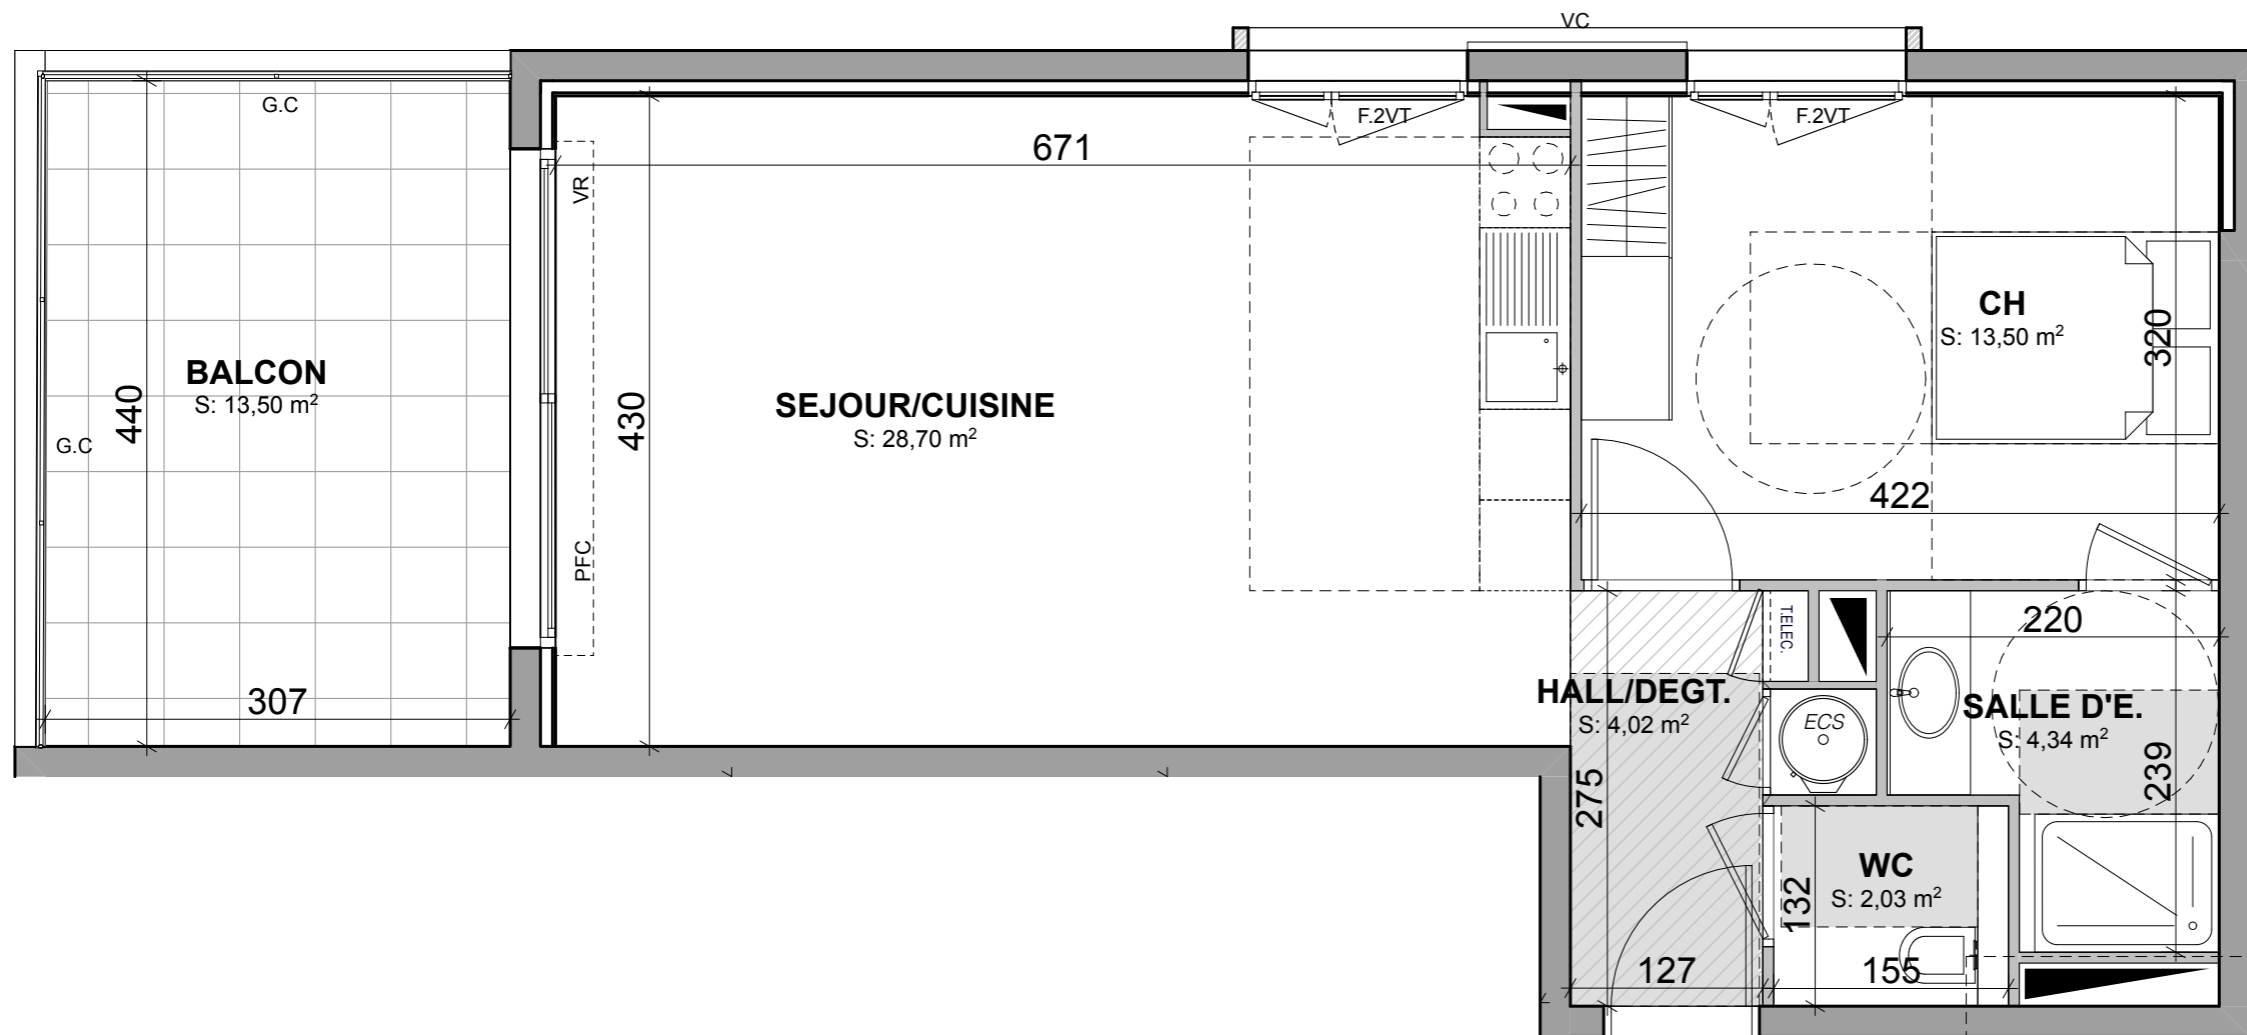 VC
G.C
F.2VT
F.2VT
671
VR
BALCON
S: 13,50 m²
440
G.C
307
430
PFC
SEJOUR/CUISINE
S: 28,70 m²
CH
S: 13,50 m²
320
422
T.ELEC.
220
HALL/DEGT.
S: 4,02 m²
ECS
SALLE D'E.
S: 4,34 m²
239
275
WC
S: 2,03 m²
132
127
155